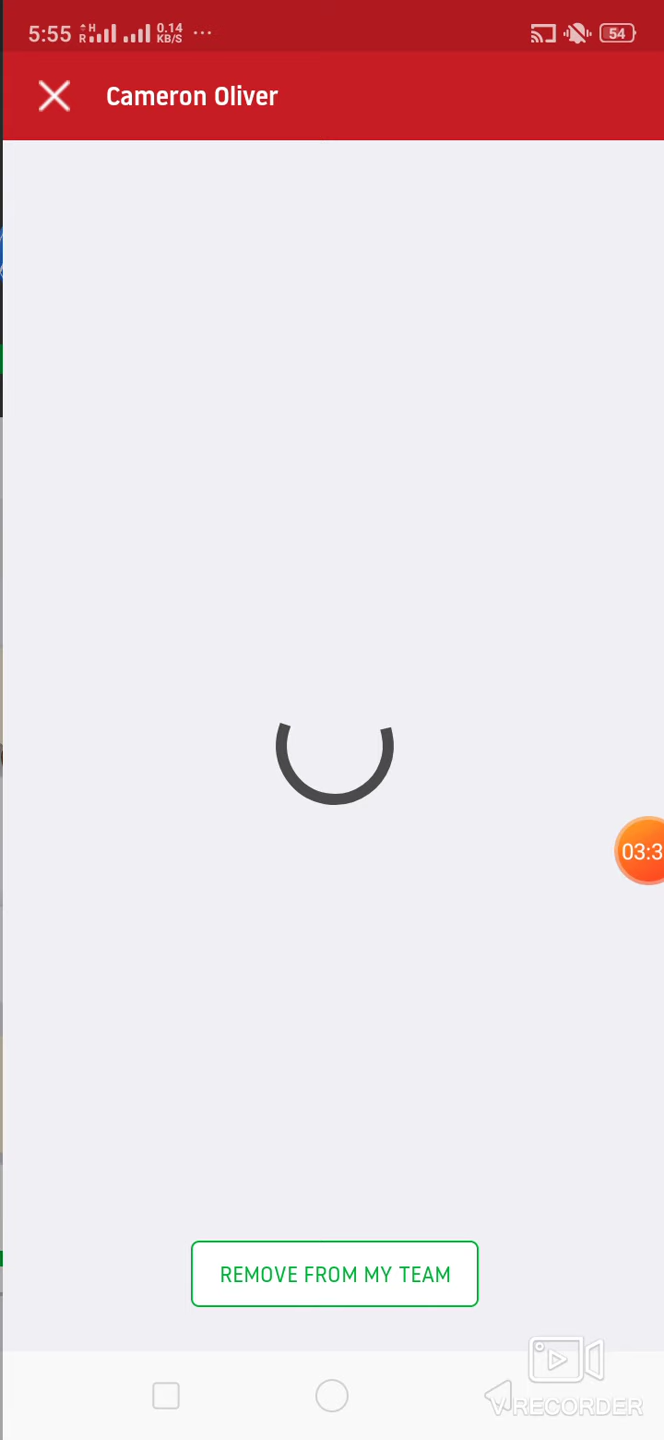 5:55
H
R
0.14
KB/S
...
54
Cameron Oliver
03:3
REMOVE FROM MY TEAM
VRECORDER